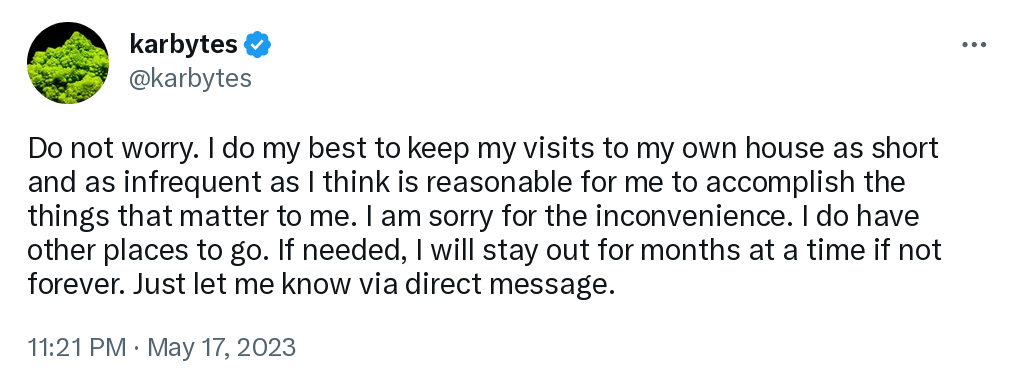 karbytes
@karbytes
Do not worry. I do my best to keep my visits to my own house as short
and as infrequent as I think is reasonable for me to accomplish the
things that matter to me. I am sorry for the inconvenience. I do have
other places to go. If needed, I will stay out for months at a time if not
forever. Just let me know via direct message.
11:21 PM · May 17, 2023